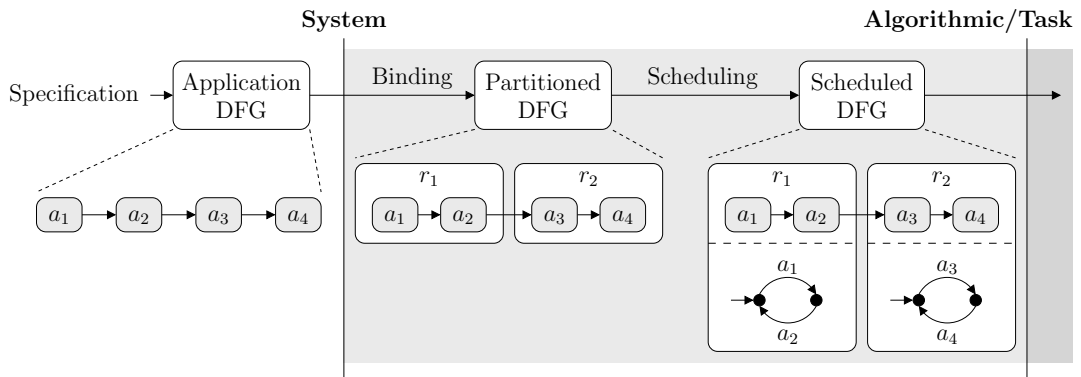 System
Algorithmic/Task
Specification
Application
DFG
Binding
Partitioned
DFG
Scheduling
Scheduled
DFG
a1 a2 a3 a4
r1
a1 a2
r2
a3 a4
r1
a1 a2
a1
a2
r2
a3 a4
a3
a4